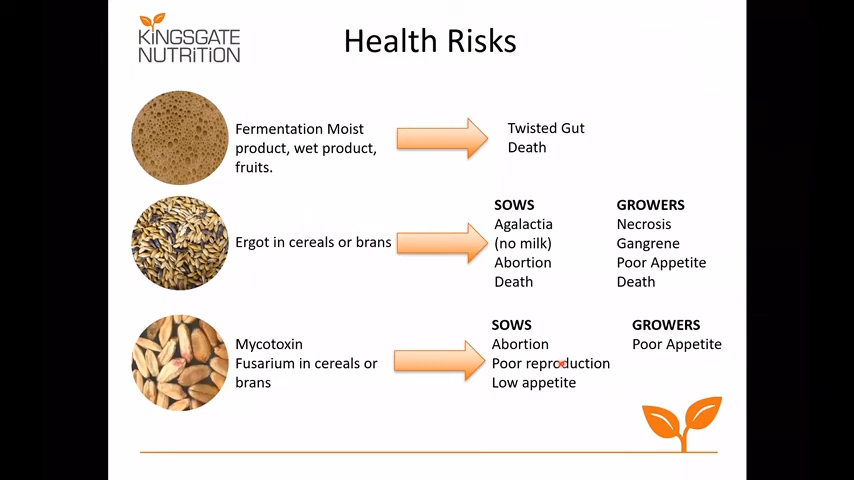 KINGSGATE
NUTRITION
Health Risks
Fermentation Moist
product, wet product,
fruits.
Twisted Gut
Death
Ergot in cereals or brans
SOWS
Agalactia
(no milk)
Abortion
Death
GROWERS
Necrosis
Gangrene
Poor Appetite
Death
Mycotoxin
Fusarium in cereals or
brans
SOWS
Abortion
Poor reproduction
Low appetite
GROWERS
Poor Appetite